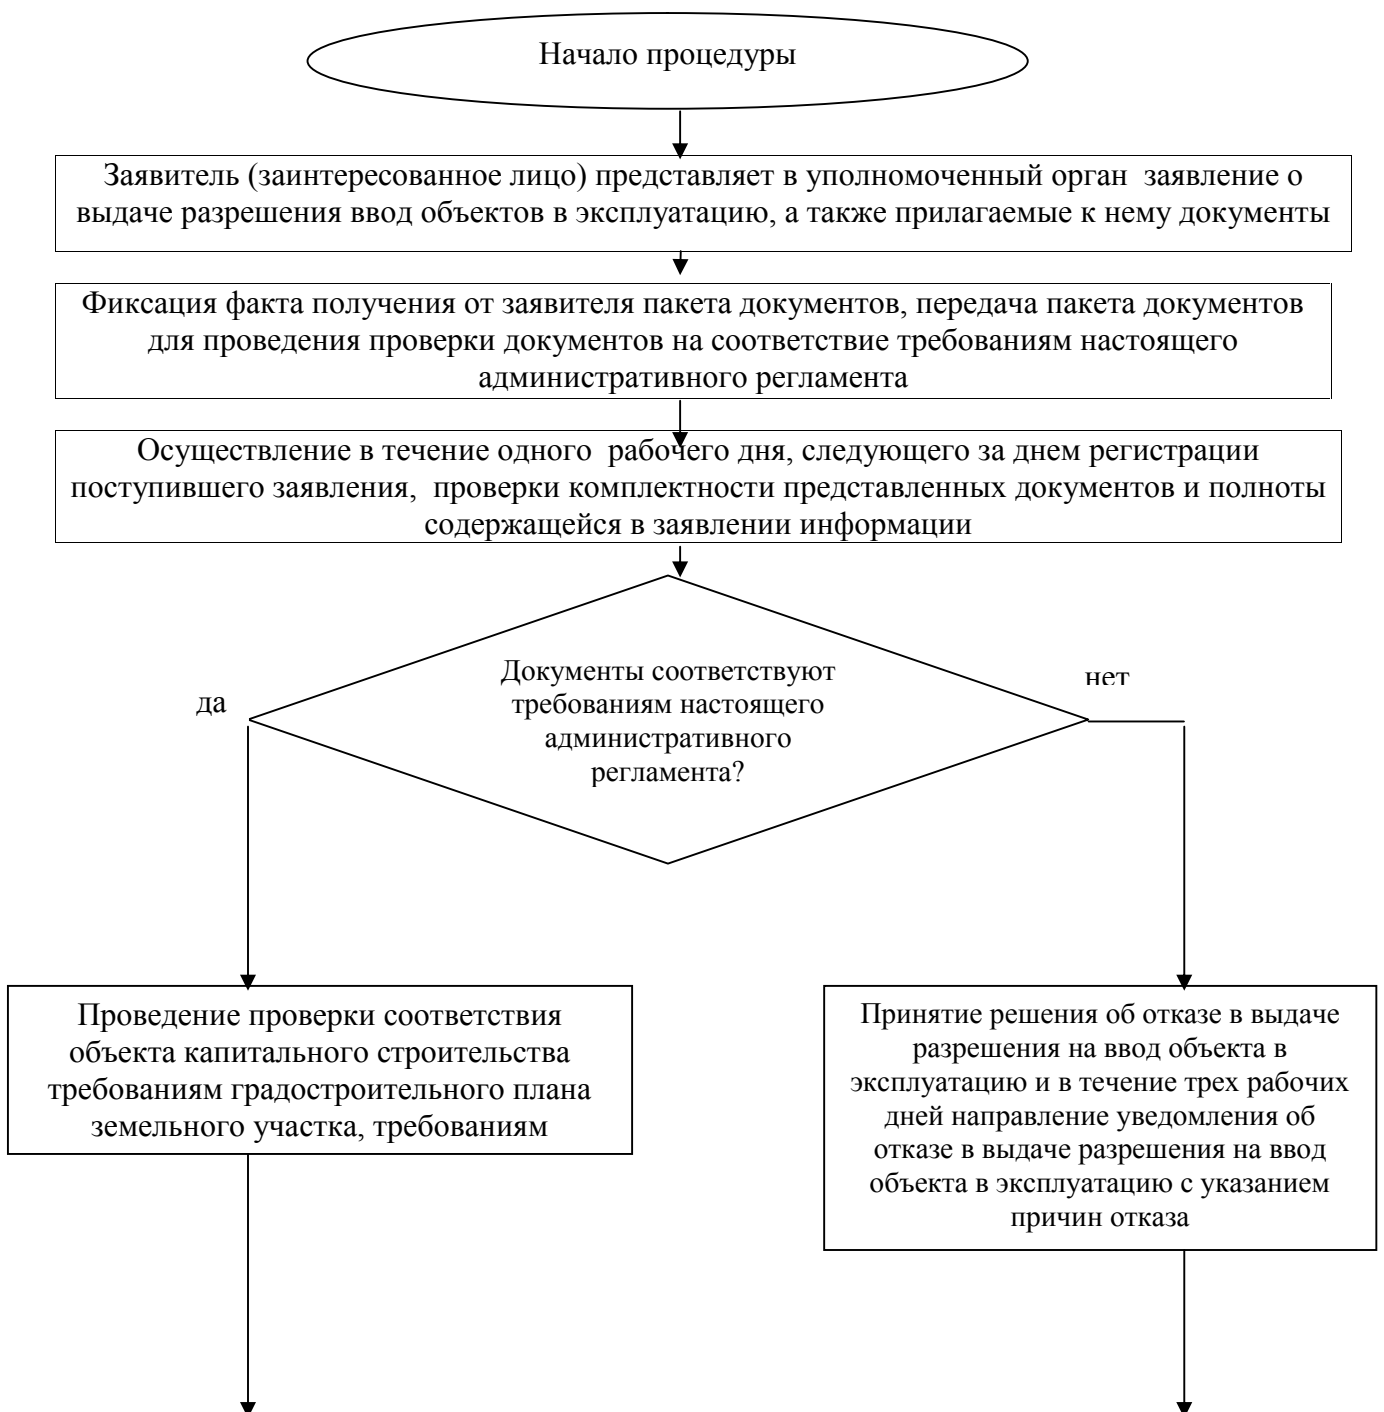 Начало процедуры
Заявитель (заинтересованное лицо) представляет в уполномоченный орган заявление о
выдаче разрешения ввод объектов в эксплуатацию, а также прилагаемые к нему документы
Фиксация факта получения от заявителя пакета документов, передача пакета документов
для проведения проверки документов на соответствие требованиям настоящего
административного регламента
Осуществление в течение одного рабочего дня, следующего за днем регистрации
поступившего заявления, проверки комплектности представленных документов и полноты
содержащейся в заявлении информации
Документы соответствуют
требованиям настоящего
административного
регламента?
да
нет
Проведение проверки соответствия
объекта капитального строительства
требованиям градостроительного плана
земельного участка, требованиям
Принятие решения об отказе в выдаче
разрешения на ввод объекта в
эксплуатацию и в течение трех рабочих
дней направление уведомления об
отказе в выдаче разрешения на ввод
объекта в эксплуатацию с указанием
причин отказа